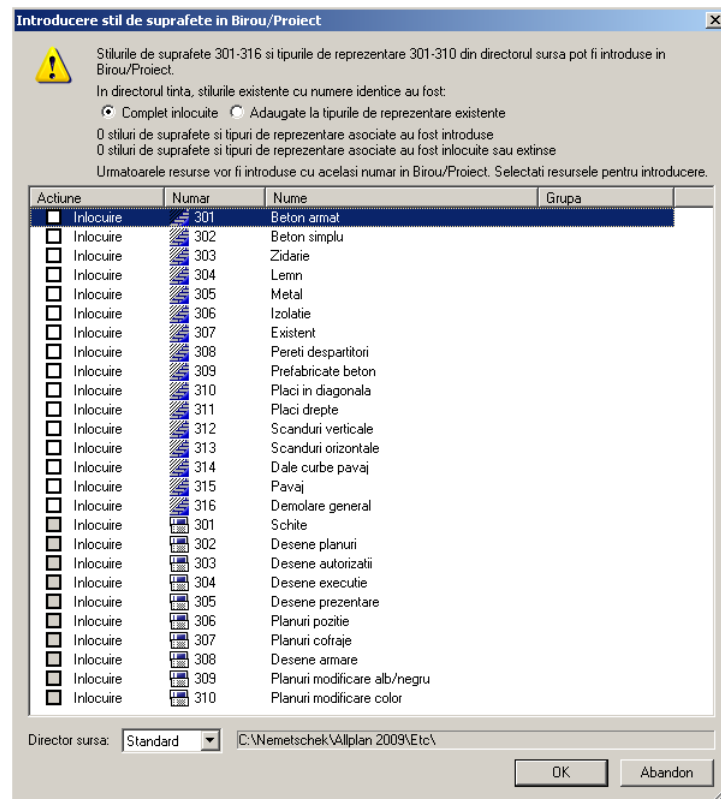 Introducere stil de suprafete in Birou/Proiect
Stilurile de suprafete 301-316 si tipurile de reprezentare 301-310 din directorul sursa pot fi introduse in
Birou/Proiect.
In directorul tinta, stilurile existente cu numere identice au fost:
Complet inlocuite Adaugate la tipurile de reprezentare existente
0 stiluri de suprafete si tipuri de reprezentare asociate au fost introduse
0 stiluri de suprafete si tipuri de reprezentare asociate au fost inlocuite sau extinse
Urmatoarele resurse vor fi introduse cu acelasi numar in Birou/Proiect. Selectati resursele pentru introducere.
Actiune Numar Nume Grupa
Inlocuire 301 Beton armat
Inlocuire 302 Beton simplu
Inlocuire 303 Zidarie
Inlocuire 304 Lemn
Inlocuire 305 Metal
Inlocuire 306 Izolatie
Inlocuire 307 Existent
Inlocuire 308 Pereti despartitori
Inlocuire 309 Prefabricate beton
Inlocuire 310 Placi in diagonala
Inlocuire 311 Placi drepte
Inlocuire 312 Scanduri verticale
Inlocuire 313 Scanduri orizontale
Inlocuire 314 Dale curbe pavaj
Inlocuire 315 Pavaj
Inlocuire 316 Demolare general
Inlocuire 301 Schite
Inlocuire 302 Desene planuri
Inlocuire 303 Desene autorizatii
Inlocuire 304 Desene executie
Inlocuire 305 Desene prezentare
Inlocuire 306 Planuri pozitie
Inlocuire 307 Planuri cofraje
Inlocuire 308 Desene armare
Inlocuire 309 Planuri modificare alb/negru
Inlocuire 310 Planuri modificare color
Director sursa: Standard C:\Nemetschek\Allplan 2009\Etc\
OK Abandon